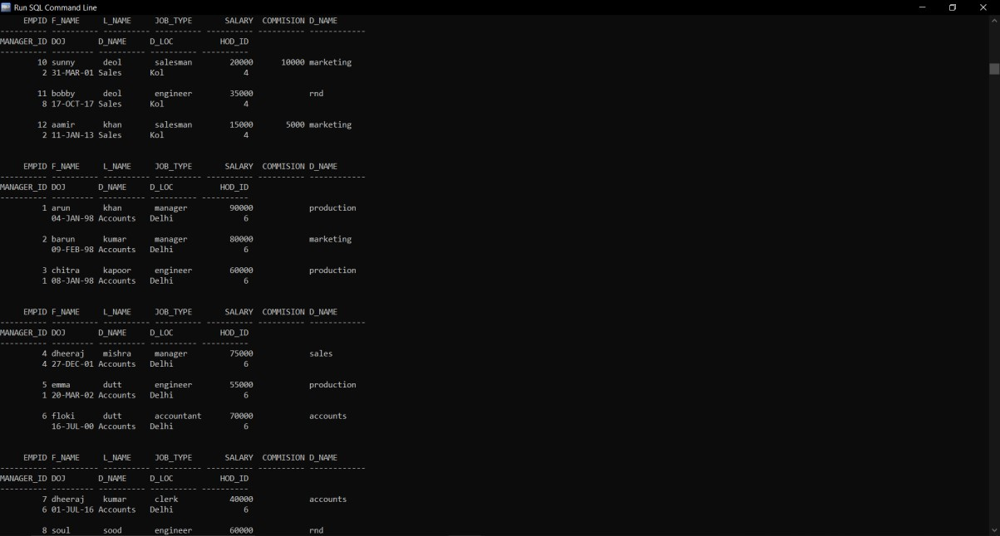 Run SQL Command Line
EMPID F_NAME L_NAME JOB_TYPE SALARY COMMISION D_NAME
---------- ---------- ---------- ---------- ---------- ---------- ------------
MANAGER_ID DOJ D_NAME D_LOC HOD_ID
---------- --------- ---------- ---------- ----------
10 sunny deol salesman 20000 10000 marketing
2 31-MAR-01 Sales Kol 4
11 bobby deol engineer 35000 rnd
8 17-OCT-17 Sales Kol 4
12 aamir khan salesman 15000 5000 marketing
2 11-JAN-13 Sales Kol 4
EMPID F_NAME L_NAME JOB_TYPE SALARY COMMISION D_NAME
---------- ---------- ---------- ---------- ---------- ---------- ------------
MANAGER_ID DOJ D_NAME D_LOC HOD_ID
---------- --------- ---------- ---------- ----------
1 arun khan manager 90000 production
04-JAN-98 Accounts Delhi 6
2 barun kumar manager 80000 marketing
09-FEB-98 Accounts Delhi 6
3 chitra kapoor engineer 60000 production
1 08-JAN-98 Accounts Delhi 6
EMPID F_NAME L_NAME JOB_TYPE SALARY COMMISION D_NAME
---------- ---------- ---------- ---------- ---------- ---------- ------------
MANAGER_ID DOJ D_NAME D_LOC HOD_ID
---------- --------- ---------- ---------- ----------
4 dheeraj mishra manager 75000 sales
4 27-DEC-01 Accounts Delhi 6
5 emma dutt engineer 55000 production
1 20-MAR-02 Accounts Delhi 6
6 floki dutt accountant 70000 accounts
16-JUL-00 Accounts Delhi 6
EMPID F_NAME L_NAME JOB_TYPE SALARY COMMISION D_NAME
---------- ---------- ---------- ---------- ---------- ---------- ------------
MANAGER_ID DOJ D_NAME D_LOC HOD_ID
---------- --------- ---------- ---------- ----------
7 dheeraj kumar clerk 40000 accounts
6 01-JUL-16 Accounts Delhi 6
8 soul sood engineer 60000 rnd